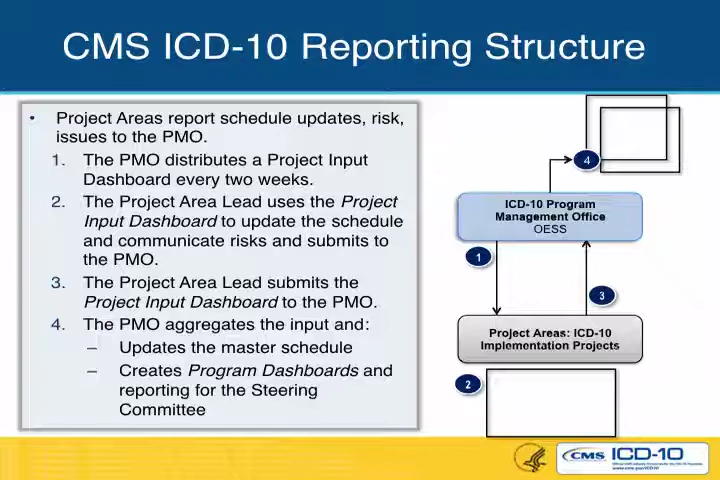 CMS ICD-10 Reporting Structure
• Project Areas report schedule updates, risk,
issues to the PMO.
1. The PMO distributes a Project Input
Dashboard every two weeks.
2. The Project Area Lead uses the Project
Input Dashboard to update the schedule
and communicate risks and submits to
the PMO.
3. The Project Area Lead submits the
Project Input Dashboard to the PMO.
4. The PMO aggregates the input and:
– Updates the master schedule
– Creates Program Dashboards and
reporting for the Steering
Committee
4
ICD-10 Program
Management Office
OESS
1
3
Project Areas: ICD-10
Implementation Projects
2
CMS ICD-10
www.cms.gov/ICD10